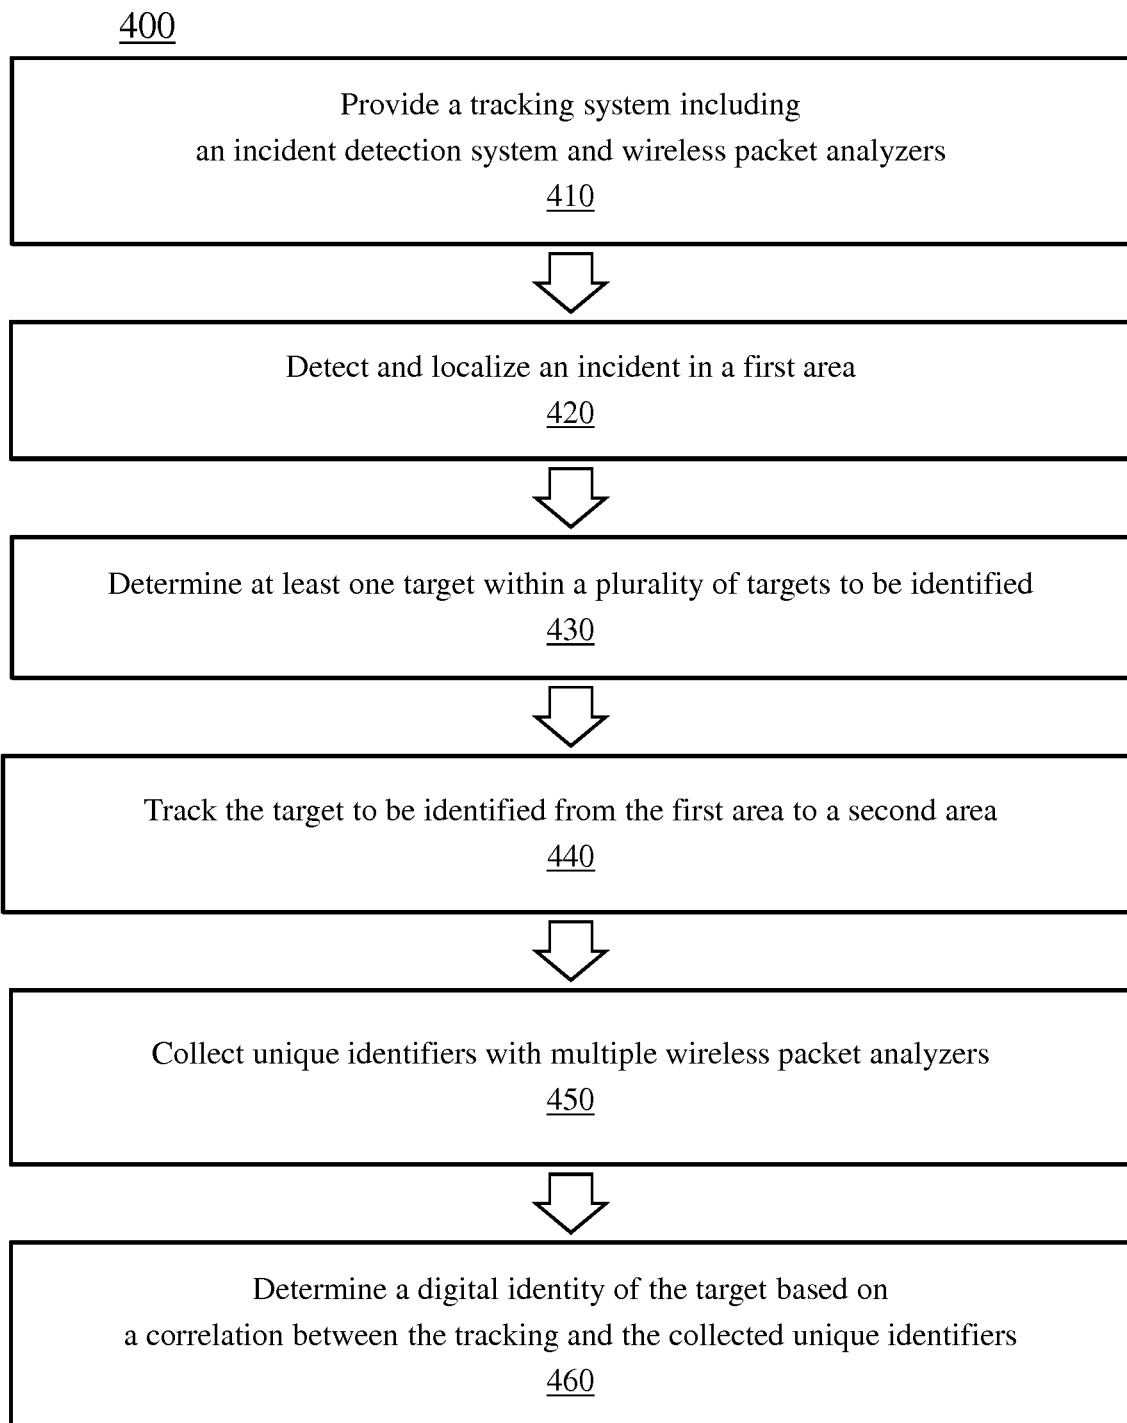 400
Provide a tracking system including
an incident detection system and wireless packet analyzers
410
Detect and localize an incident in a first area
420
Determine at least one target within a plurality of targets to be identified
430
Track the target to be identified from the first area to a second area
440
Collect unique identifiers with multiple wireless packet analyzers
450
Determine a digital identity of the target based on
a correlation between the tracking and the collected unique identifiers
460